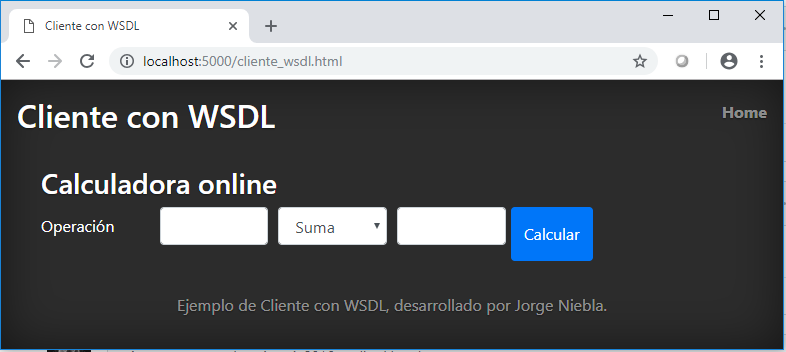 Cliente con WSDL
localhost:5000/cliente_wsdl.html
Cliente con WSDL
Home
Calculadora online
Operación
Suma
Calcular
Ejemplo de Cliente con WSDL, desarrollado por Jorge Niebla.